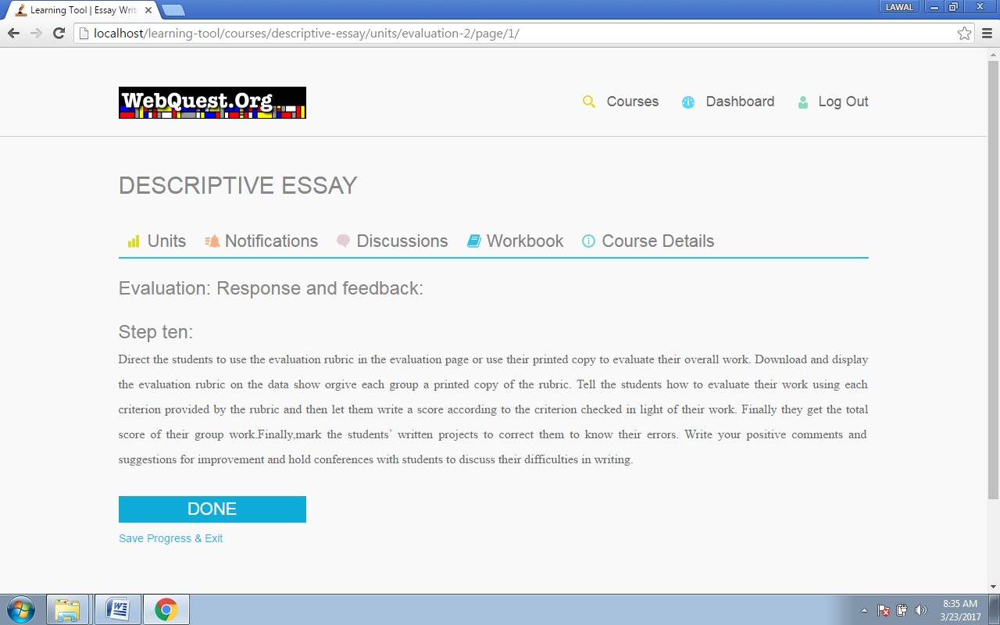 Learning Tool | Essay Writ
LAWAL
localhost/learning-tool/courses/descriptive-essay/units/evaluation-2/page/1/
WebQuest.Org
Courses
Dashboard
Log Out
DESCRIPTIVE ESSAY
Units
Notifications
Discussions
Workbook
Course Details
Evaluation: Response and feedback:
Step ten:
Direct the students to use the evaluation rubric in the evaluation page or use their printed copy to evaluate their overall work. Download and display
the evaluation rubric on the data show orgive each group a printed copy of the rubric. Tell the students how to evaluate their work using each
criterion provided by the rubric and then let them write a score according to the criterion checked in light of their work. Finally they get the total
score of their group work.Finally,mark the students’ written projects to correct them to know their errors. Write your positive comments and
suggestions for improvement and hold conferences with students to discuss their difficulties in writing.
DONE
Save Progress & Exit
8:35 AM
3/23/2017